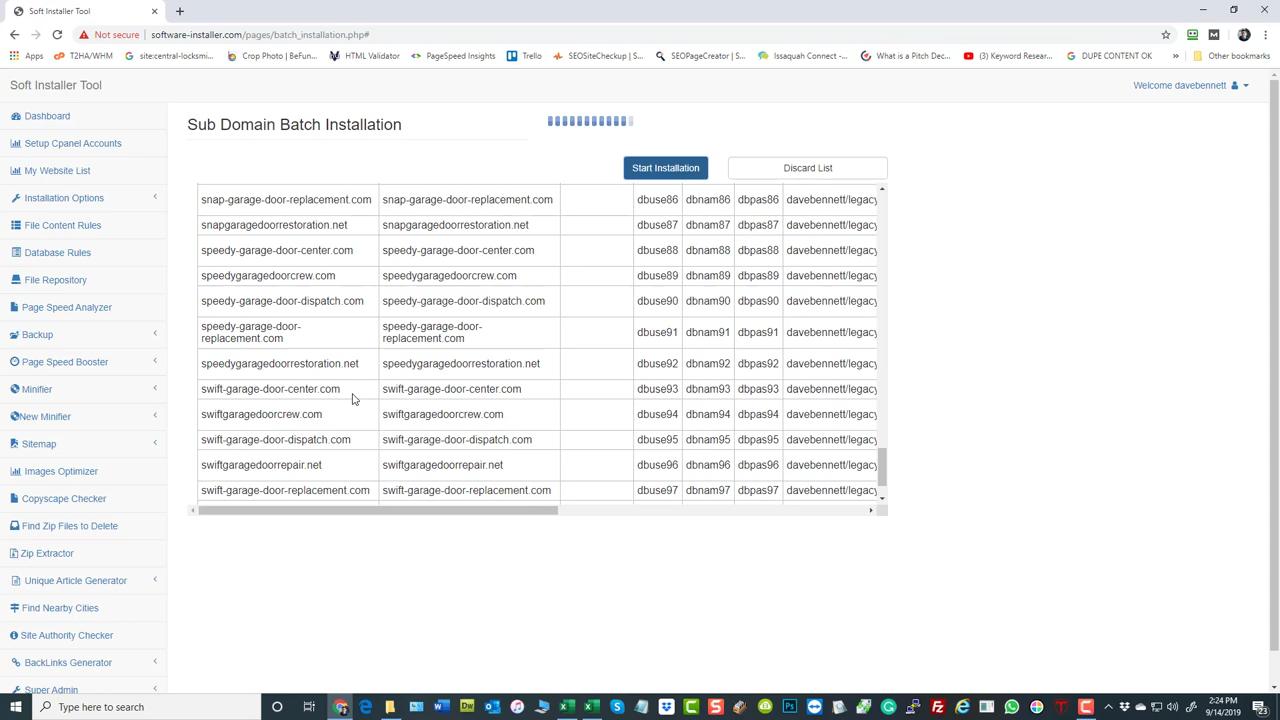 Soft Installer Tool
Not secure | software-installer.com/pages/batch_installation.php#
Apps T2HA/WHM site:central-locksmi... Crop Photo | BeFun... HTML Validator PageSpeed Insights Trello SEOSiteCheckup | S... SEOPageCreator | S... Issaquah Connect -... What is a Pitch Dec... (3) Keyword Resear... DUPE CONTENT OK » Other bookmarks
Soft Installer Tool
Welcome davebennett
Dashboard
Setup Cpanel Accounts
My Website List
Installation Options
File Content Rules
Database Rules
File Repository
Page Speed Analyzer
Backup
Page Speed Booster
Minifier
New Minifier
Sitemap
Images Optimizer
Copyscape Checker
Find Zip Files to Delete
Zip Extractor
Unique Article Generator
Find Nearby Cities
Site Authority Checker
BackLinks Generator
Super Admin
Sub Domain Batch Installation
Start Installation Discard List
snap-garage-door-replacement.com snap-garage-door-replacement.com dbuse86 dbnam86 dbpas86 davebennett/legacy
snapgaragedoorrestoration.net snapgaragedoorrestoration.net dbuse87 dbnam87 dbpas87 davebennett/legacy
speedy-garage-door-center.com speedy-garage-door-center.com dbuse88 dbnam88 dbpas88 davebennett/legacy
speedygaragedoorcrew.com speedygaragedoorcrew.com dbuse89 dbnam89 dbpas89 davebennett/legacy
speedy-garage-door-dispatch.com speedy-garage-door-dispatch.com dbuse90 dbnam90 dbpas90 davebennett/legacy
speedy-garage-door- speedy-garage-door-
replacement.com replacement.com dbuse91 dbnam91 dbpas91 davebennett/legacy
speedygaragedoorrestoration.net speedygaragedoorrestoration.net dbuse92 dbnam92 dbpas92 davebennett/legacy
swift-garage-door-center.com swift-garage-door-center.com dbuse93 dbnam93 dbpas93 davebennett/legacy
swiftgaragedoorcrew.com swiftgaragedoorcrew.com dbuse94 dbnam94 dbpas94 davebennett/legacy
swift-garage-door-dispatch.com swift-garage-door-dispatch.com dbuse95 dbnam95 dbpas95 davebennett/legacy
swiftgaragedoorrepair.net swiftgaragedoorrepair.net dbuse96 dbnam96 dbpas96 davebennett/legacy
swift-garage-door-replacement.com swift-garage-door-replacement.com dbuse97 dbnam97 dbpas97 davebennett/legacy
Type here to search
2:24 PM
9/14/2019